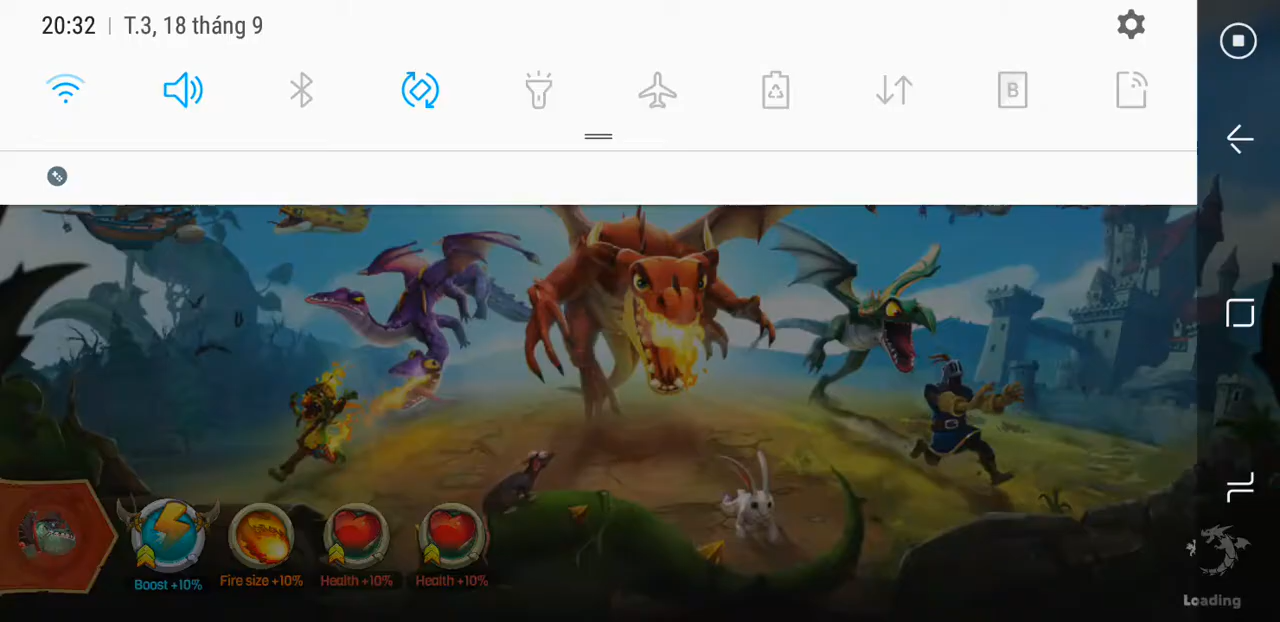 20:32 | T.3, 18 tháng 9
B
Boost +10%
Fire size +10%
Health +10%
Health +10%
Loading